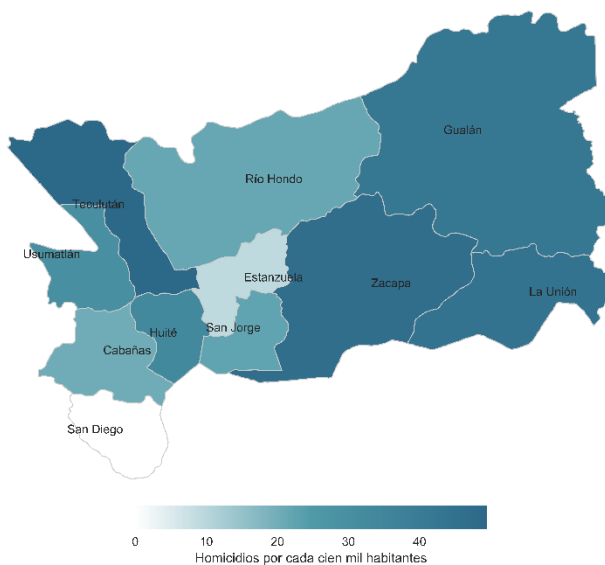 Gualán
Río Hondo
Teculután
Usumatlán
Estanzuela
Zacapa
La Unión
San Jorge
Huité
Cabañas
San Diego
0 10 20 30 40
Homicidios por cada cien mil habitantes